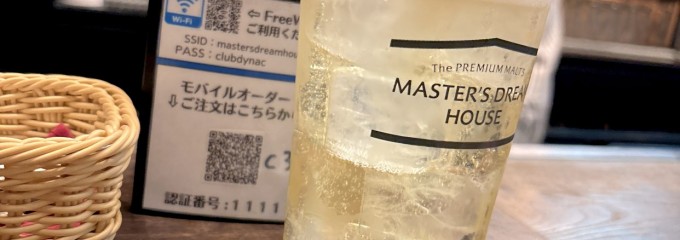 Wi-Fi
⇐ FreeW
ご利用くだ
SSID：mastersdreamhou
PASS：clubdynac
モバイルオーダー
⇩ご注文はこちらか
認証番号：1111
The PREMIUM MALT'S
MASTER'S DREA
HOUSE